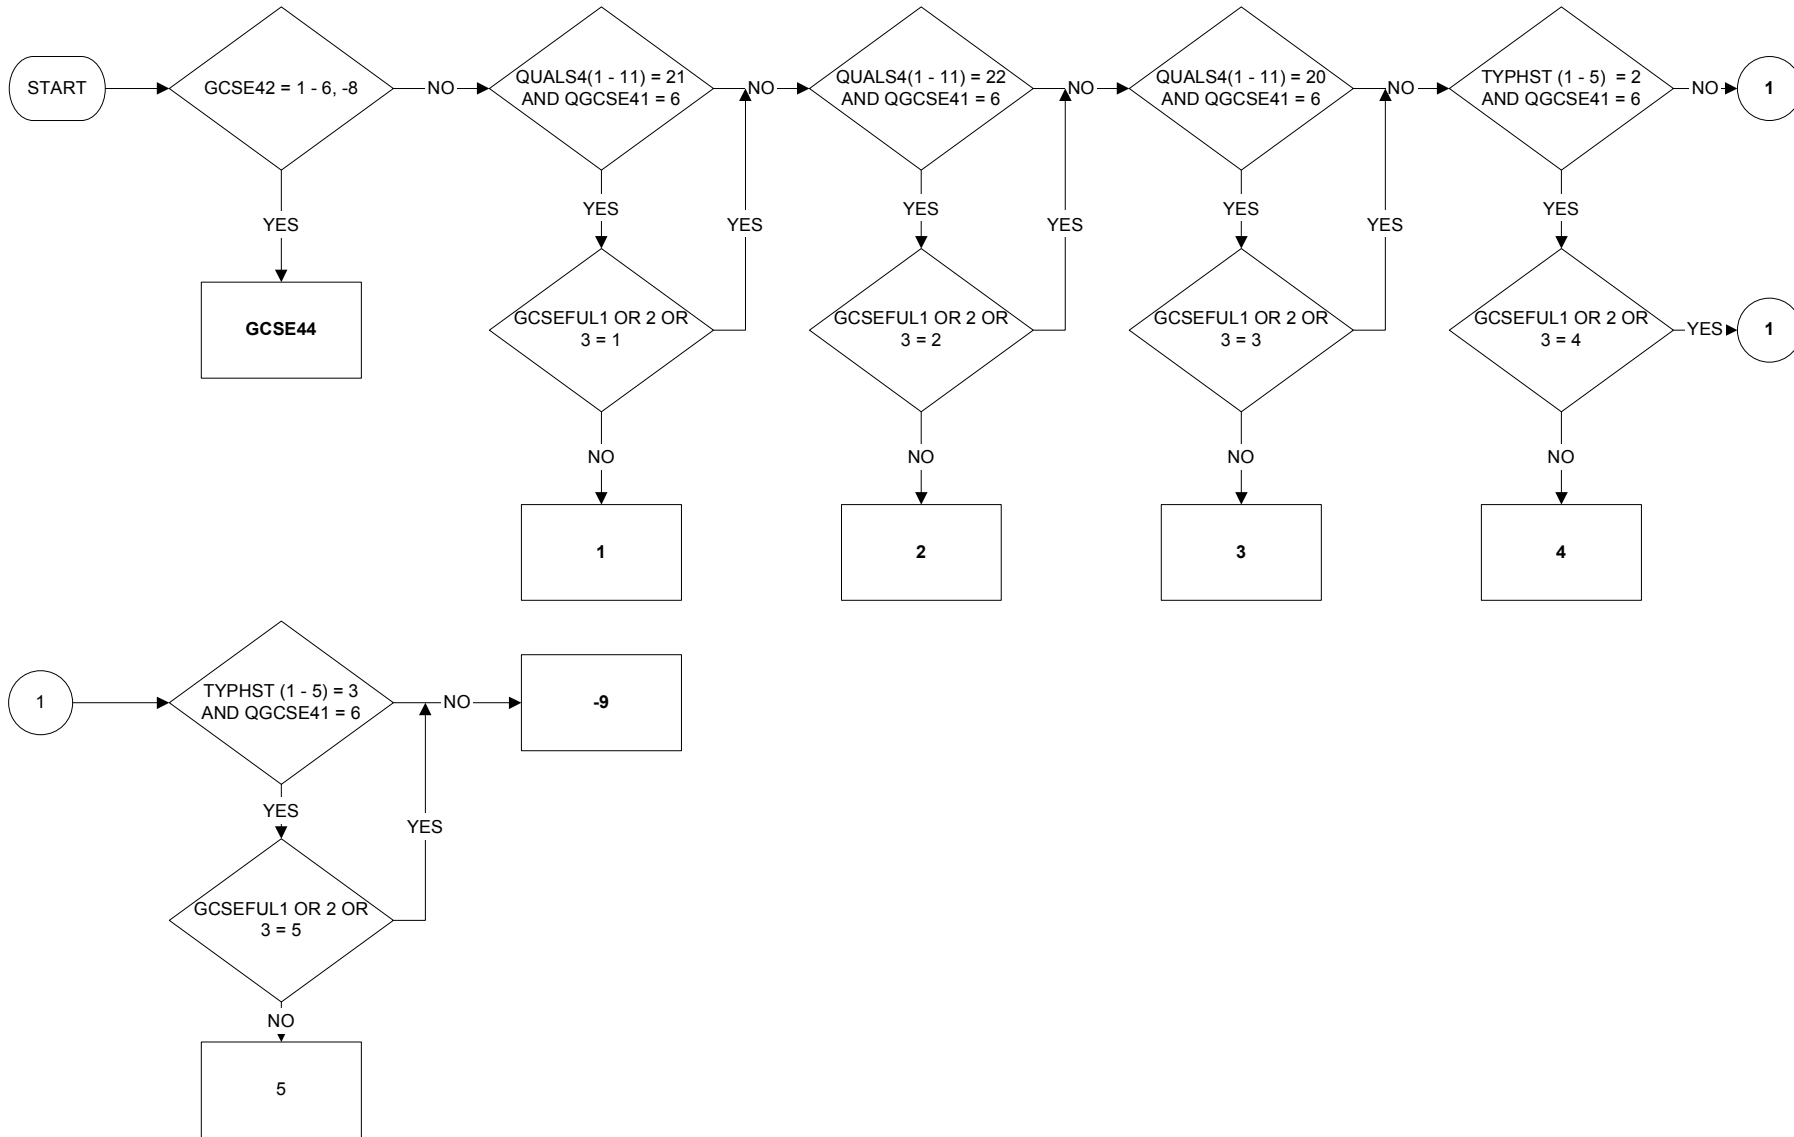 START
GCSE42 = 1 - 6, -8
NO
QUALS4(1 - 11) = 21
AND QGCSE41 = 6
NO
QUALS4(1 - 11) = 22
AND QGCSE41 = 6
NO
QUALS4(1 - 11) = 20
AND QGCSE41 = 6
NO
TYPHST (1 - 5) = 2
AND QGCSE41 = 6
NO
1
YES
YES
YES
YES
YES
YES
YES
YES
GCSE44
GCSEFUL1 OR 2 OR
3 = 1
GCSEFUL1 OR 2 OR
3 = 2
GCSEFUL1 OR 2 OR
3 = 3
GCSEFUL1 OR 2 OR
3 = 4
YES
1
NO
NO
NO
NO
1
2
3
4
1
TYPHST (1 - 5) = 3
AND QGCSE41 = 6
NO
-9
YES
YES
GCSEFUL1 OR 2 OR
3 = 5
NO
5